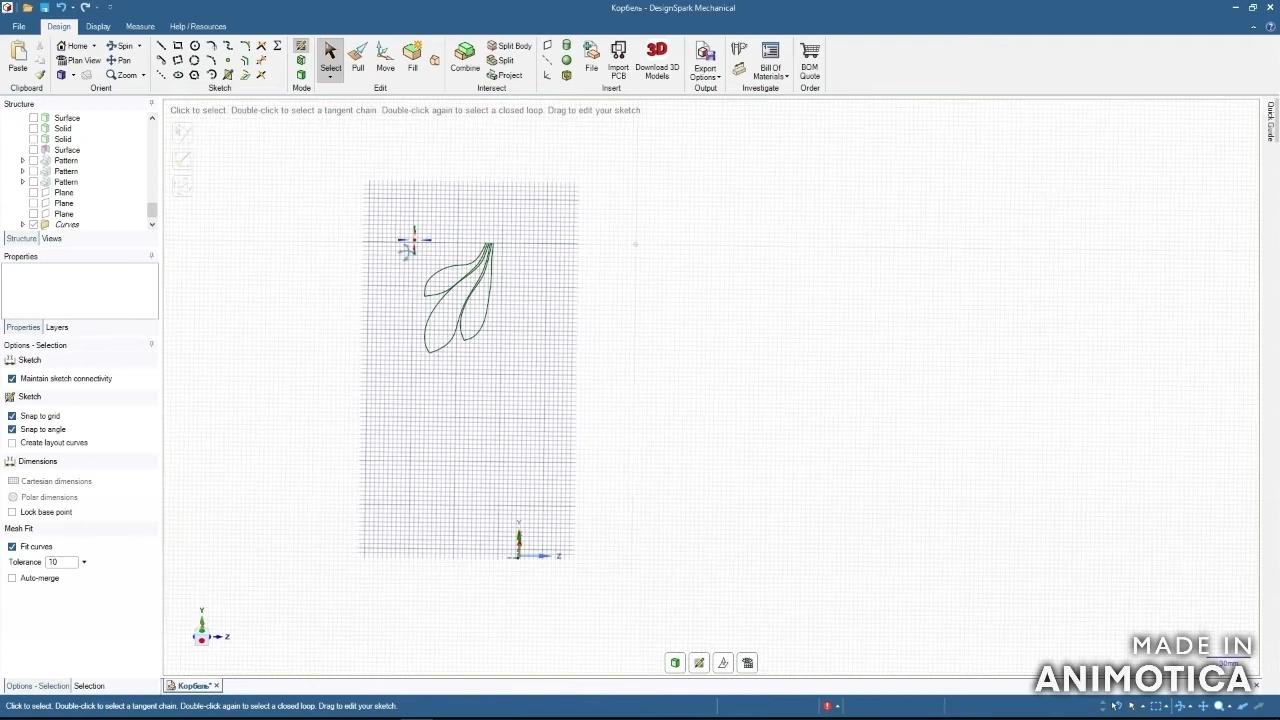 Корбель - DesignSpark Mechanical
File Design Display Measure Help / Resources
Paste
Clipboard
Home Spin
Plan View Pan
Zoom
Orient
Sketch
Mode
Select Pull Move Fill
Edit
Combine
Split Body
Split
Project
Intersect
File
Import PCB
3D
Download 3D Models
Insert
Export Options
Output
Bill Of Materials
Investigate
BOM Quote
Order
Structure
Surface
Solid
Solid
Surface
Pattern
Pattern
Pattern
Plane
Plane
Plane
Curves
Structure Views
Properties
Properties Layers
Options - Selection
Sketch
Maintain sketch connectivity
Sketch
Snap to grid
Snap to angle
Create layout curves
Dimensions
Cartesian dimensions
Polar dimensions
Lock base point
Mesh Fit
Fit curves
Tolerance 10
Auto-merge
Options - Selection Selection
Click to select. Double-click to select a tangent chain. Double-click again to select a closed loop. Drag to edit your sketch
Quick Guide
Y
Z
Y
Z
30mm
MADE IN
ANIMOTICA
Корбель*
Click to select. Double-click to select a tangent chain. Double-click again to select a closed loop. Drag to edit your sketch.